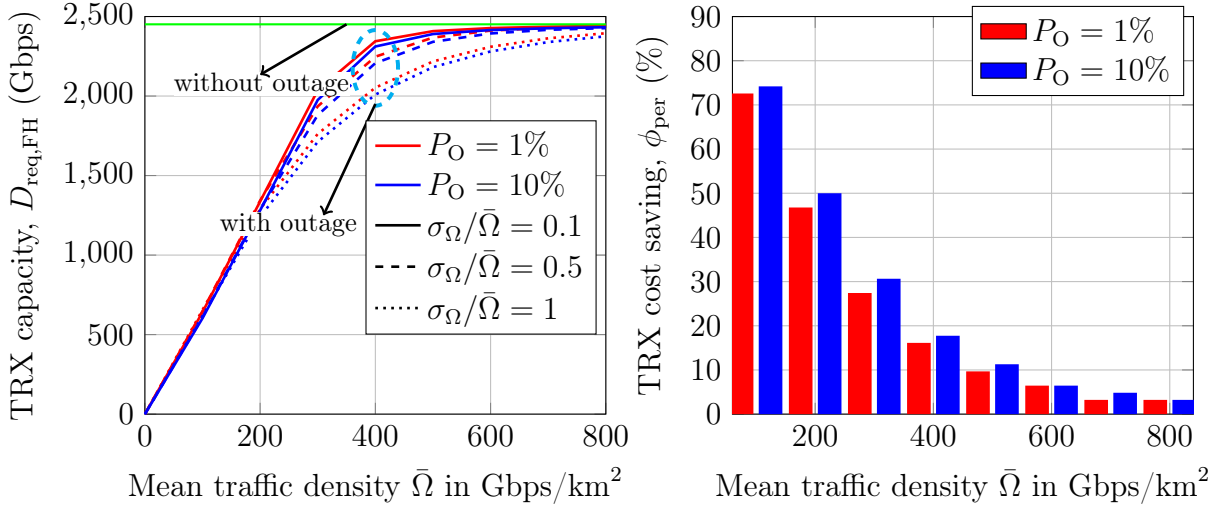 TRX capacity, D_req,FH (Gbps)
2,500
2,000
1,500
1,000
500
0
0 200 400 600 800
Mean traffic density Ω̄ in Gbps/km²
without outage
with outage
P_O = 1%
P_O = 10%
σ_Ω/Ω̄ = 0.1
σ_Ω/Ω̄ = 0.5
σ_Ω/Ω̄ = 1
TRX cost saving, ϕ_per (%)
90
80
70
60
50
40
30
20
10
0
200 400 600 800
Mean traffic density Ω̄ in Gbps/km²
P_O = 1%
P_O = 10%